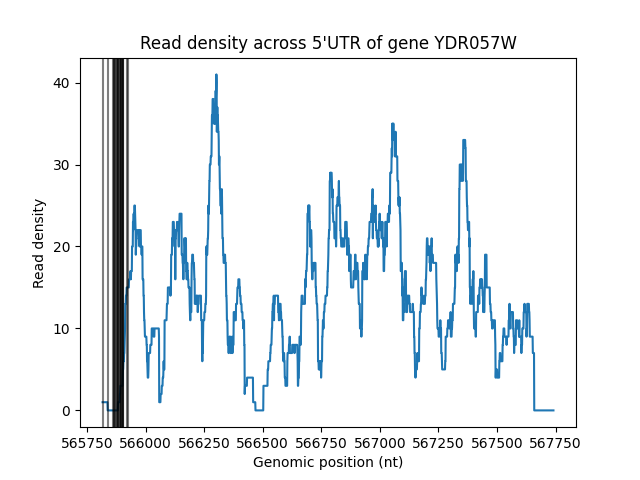 Read density across 5'UTR of gene YDR057W
Read density
40
30
20
10
0
565750 566000 566250 566500 566750 567000 567250 567500 567750
Genomic position (nt)